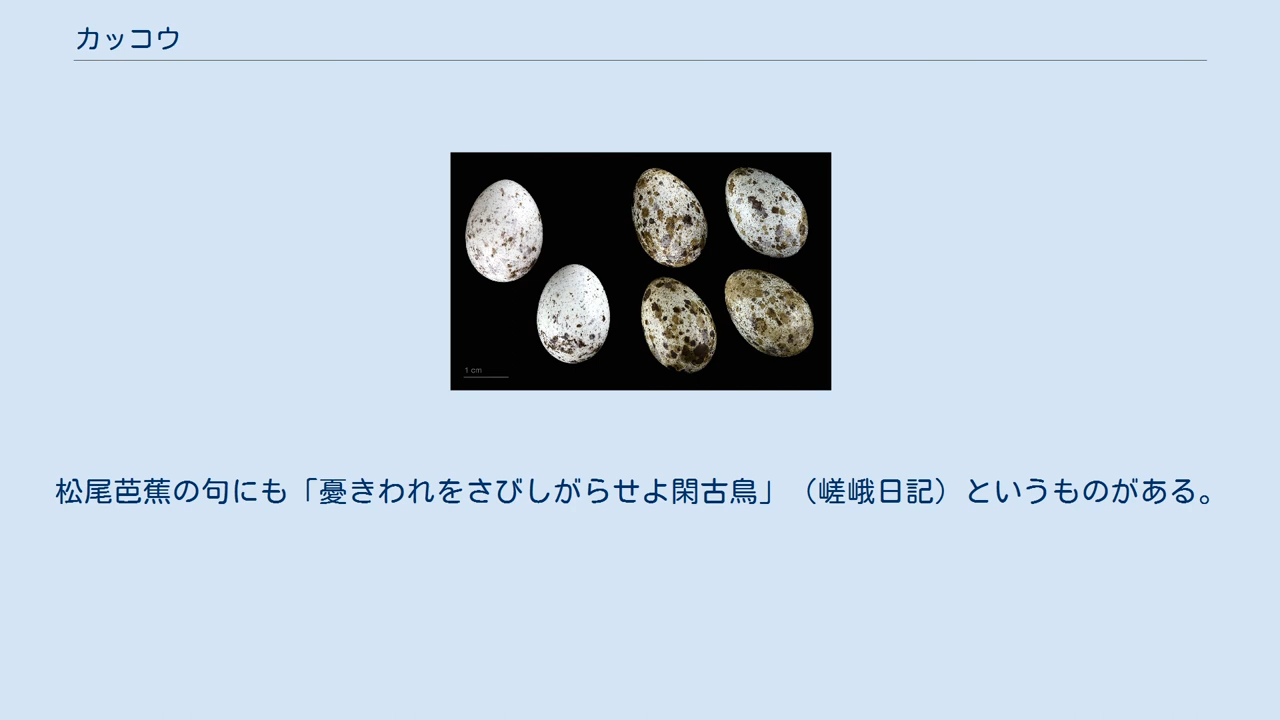 カッコウ
1 cm
松尾芭蕉の句にも「憂きわれをさびしがらせよ閑古鳥」（嵯峨日記）というものがある。